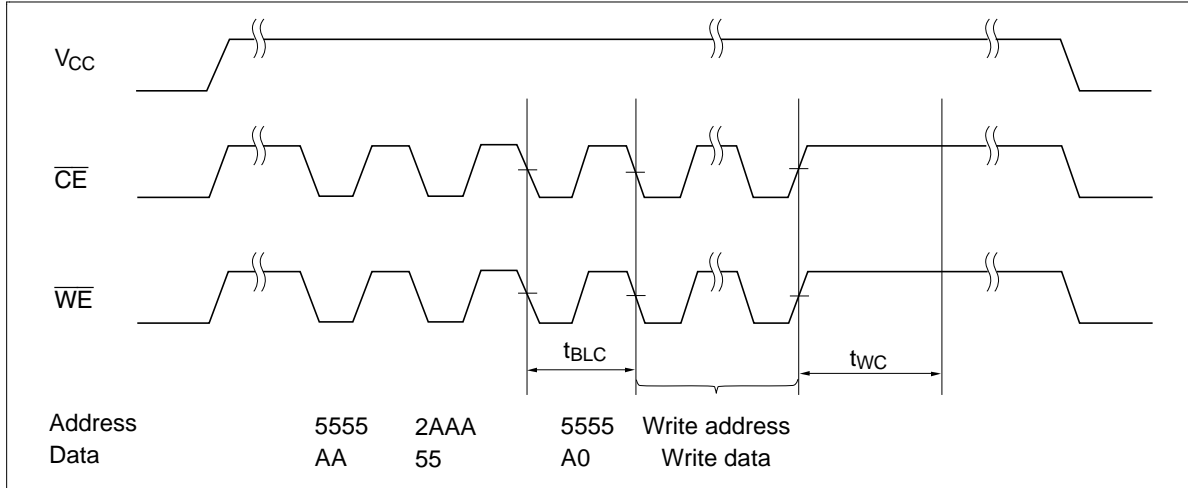 VCC
CE
WE
tBLC
tWC
Address 5555 2AAA 5555 Write address
Data AA 55 A0 Write data